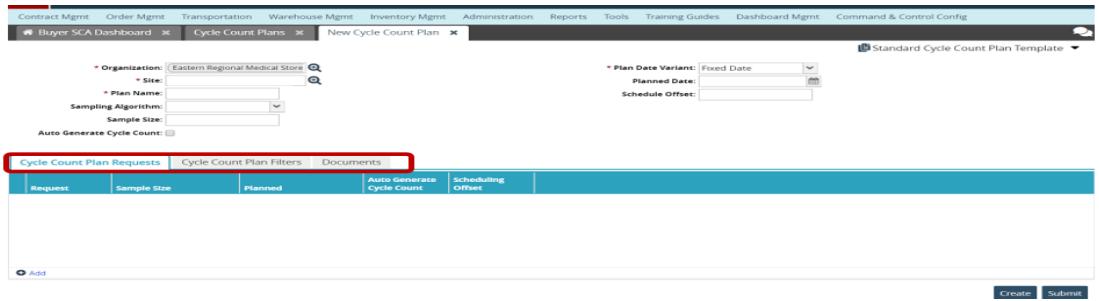 Contract Mgmt Order Mgmt Transportation Warehouse Mgmt Inventory Mgmt Administration Reports Tools Training Guides Dashboard Mgmt Command & Control Config
Buyer SCA Dashboard Cycle Count Plans New Cycle Count Plan
Standard Cycle Count Plan Template
* Organization: Eastern Regional Medical Store * Plan Date Variant: Fixed Date
* Site: Planned Date:
* Plan Name: Schedule Offset:
Sampling Algorithm:
Sample Size:
Auto Generate Cycle Count:
Cycle Count Plan Requests Cycle Count Plan Filters Documents
Request Sample Size Planned Auto Generate Cycle Count Scheduling Offset
Add
Create Submit